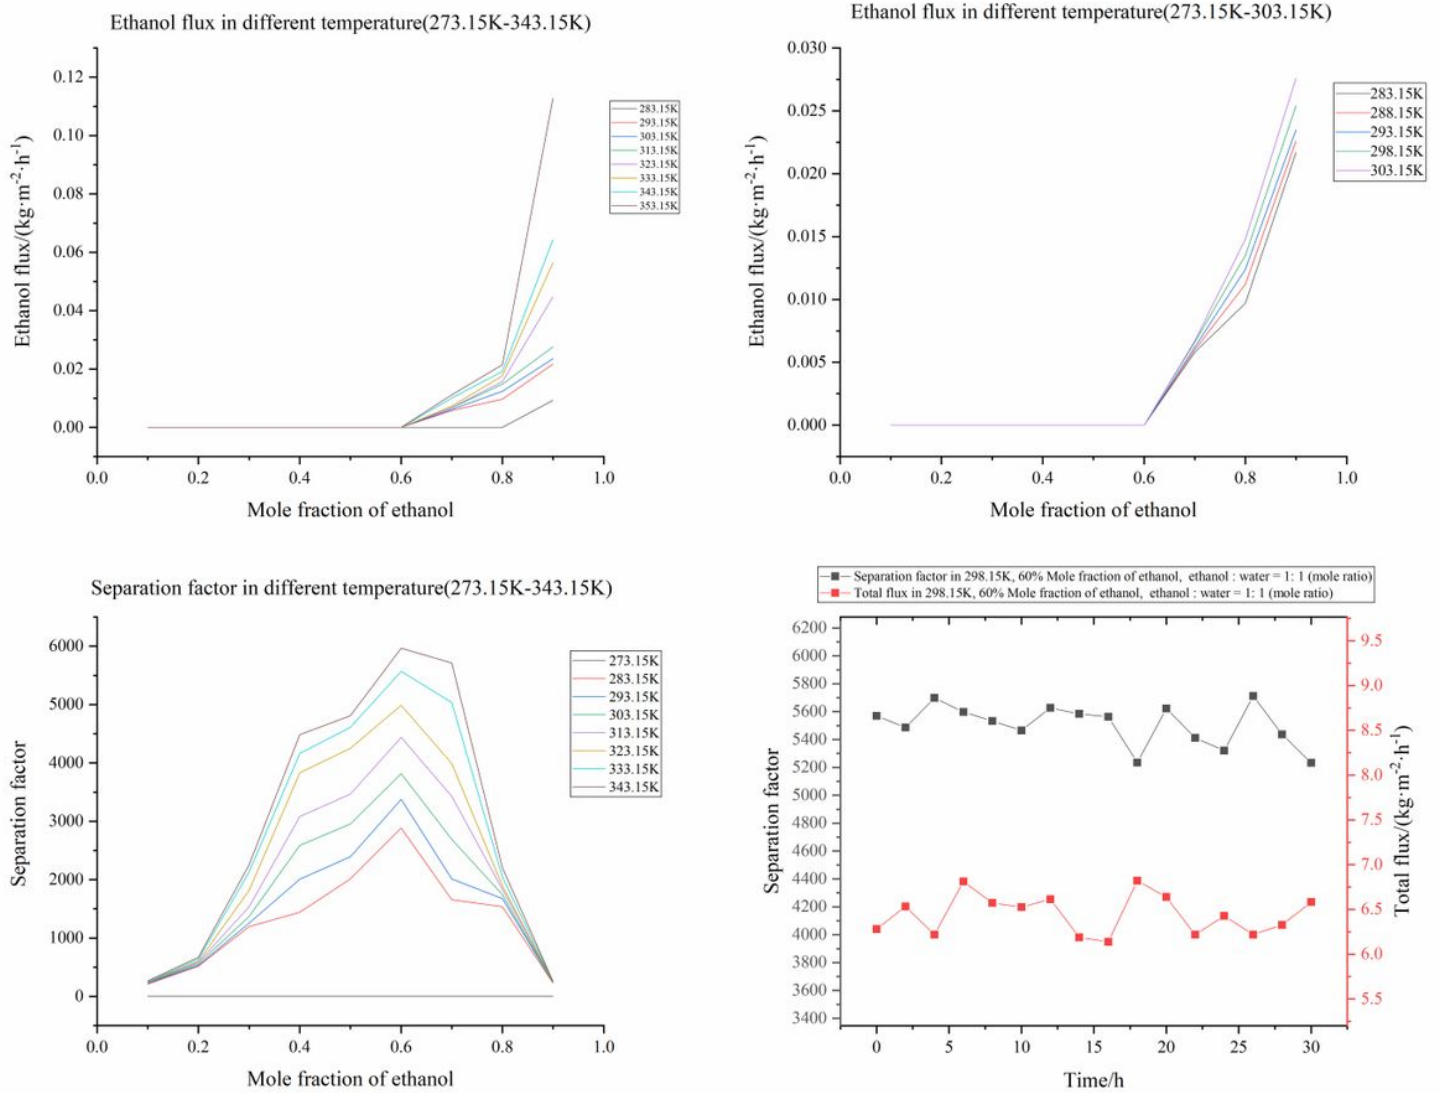 Ethanol flux in different temperature(273.15K-343.15K)
0.12
0.10
0.08
0.06
0.04
0.02
0.00
Ethanol flux/(kg·m-2·h-1)
283.15K
293.15K
303.15K
313.15K
323.15K
333.15K
343.15K
353.15K
0.0 0.2 0.4 0.6 0.8 1.0
Mole fraction of ethanol
Ethanol flux in different temperature(273.15K-303.15K)
0.030
0.025
0.020
0.015
0.010
0.005
0.000
Ethanol flux/(kg·m-2·h-1)
283.15K
288.15K
293.15K
298.15K
303.15K
0.0 0.2 0.4 0.6 0.8 1.0
Mole fraction of ethanol
Separation factor in different temperature(273.15K-343.15K)
6000
5000
4000
3000
2000
1000
0
Separation factor
273.15K
283.15K
293.15K
303.15K
313.15K
323.15K
333.15K
343.15K
0.0 0.2 0.4 0.6 0.8 1.0
Mole fraction of ethanol
Separation factor in 298.15K, 60% Mole fraction of ethanol, ethanol : water = 1: 1 (mole ratio)
Total flux in 298.15K, 60% Mole fraction of ethanol, ethanol : water = 1: 1 (mole ratio)
6200
6000
5800
5600
5400
5200
5000
4800
4600
4400
4200
4000
3800
3600
3400
Separation factor
9.5
9.0
8.5
8.0
7.5
7.0
6.5
6.0
5.5
Total flux/(kg·m-2·h-1)
0 5 10 15 20 25 30
Time/h